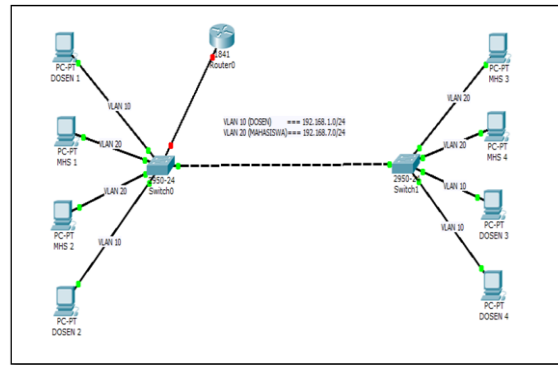 PC-PT
DOSEN 1
VLAN 10
PC-PT
MHS 1
VLAN 20
PC-PT
MHS 2
VLAN 20
PC-PT
DOSEN 2
VLAN 10
1841
Router0
VLAN 10 (DOSEN) === 192.168.1.0/24
VLAN 20 (MAHASISWA)=== 192.168.7.0/24
2950-24
Switch0
2950-24
Switch1
VLAN 20
PC-PT
MHS 3
VLAN 20
PC-PT
MHS 4
VLAN 10
PC-PT
DOSEN 3
VLAN 10
PC-PT
DOSEN 4